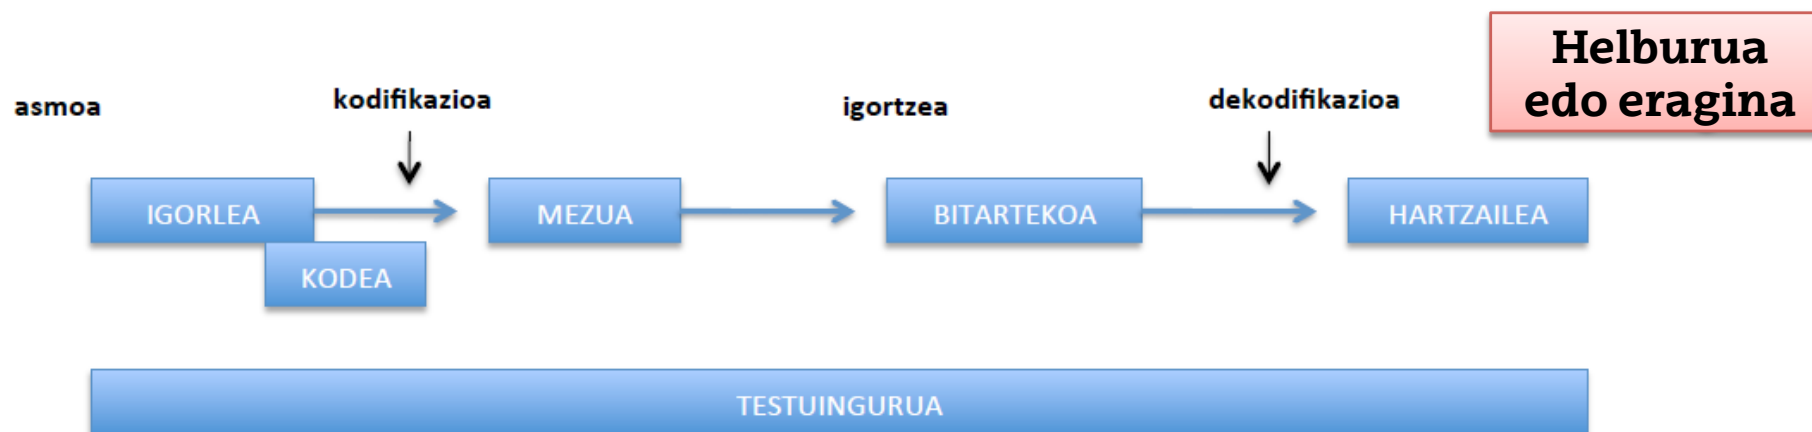 Helburua
edo eragina
asmoa
kodifikazioa
igortzea
dekodifikazioa
IGORLEA
MEZUA
BITARTEKOA
HARTZAILEA
KODEA
TESTUINGURUA